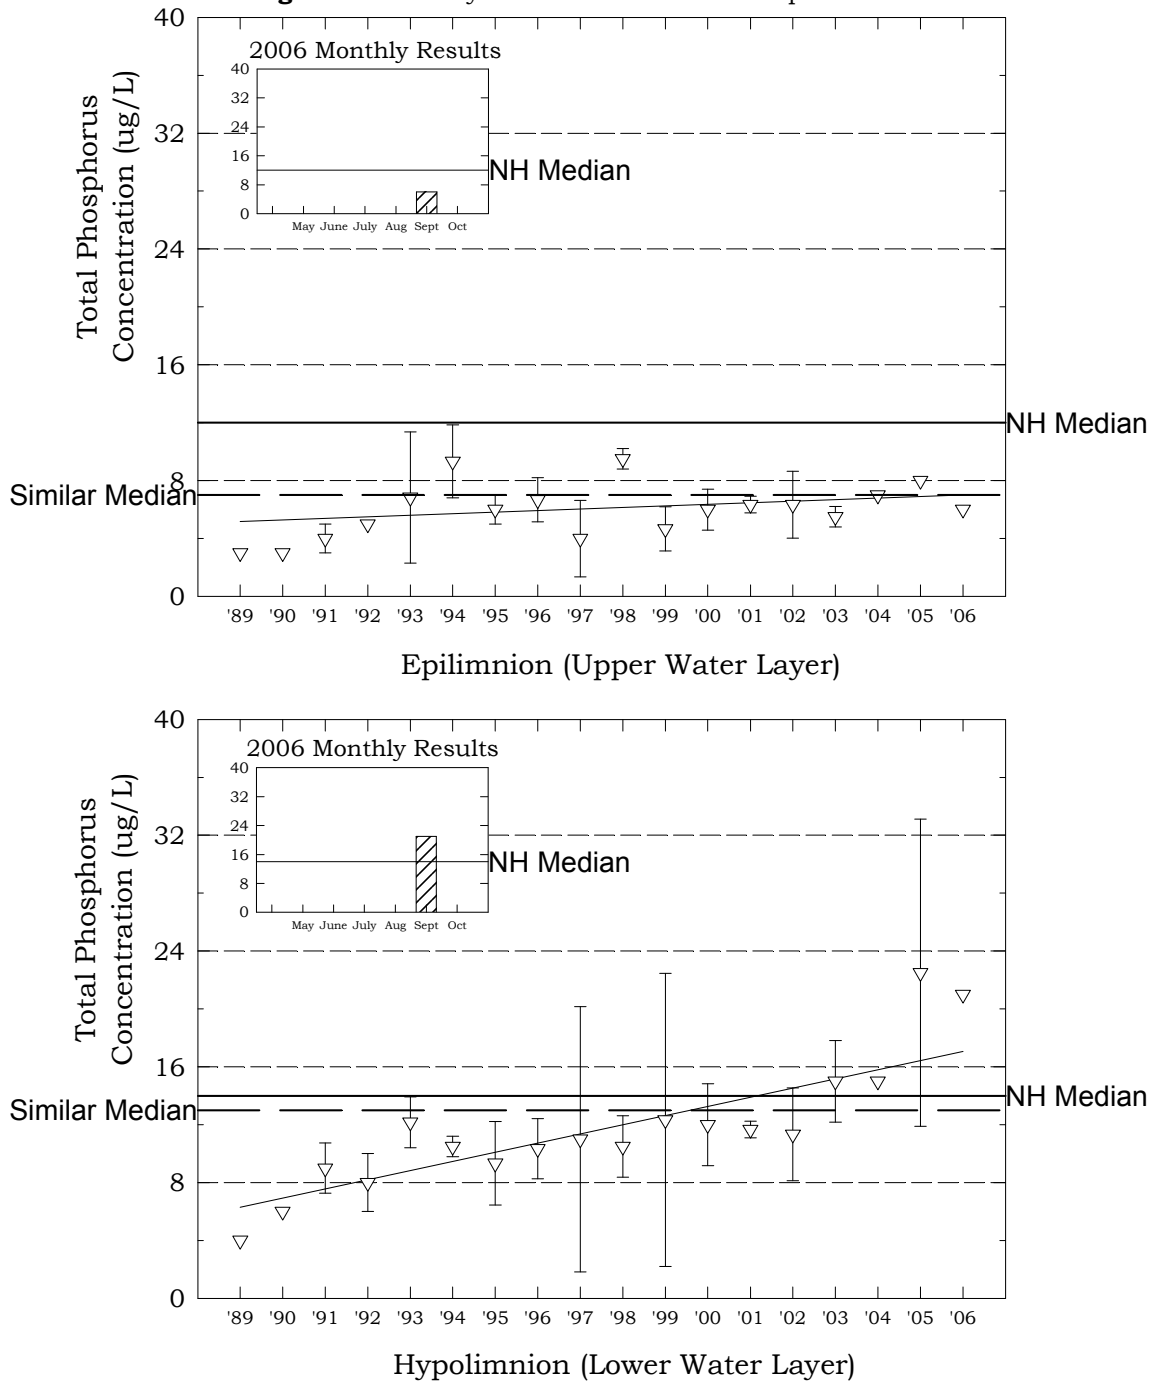 40
2006 Monthly Results
40
32
24
16
8
0
May June July Aug Sept Oct
NH Median
Total Phosphorus
Concentration (ug/L)
32
24
16
NH Median
8
Similar Median
0
'89 '90 '91 '92 '93 '94 '95 '96 '97 '98 '99 '00 '01 '02 '03 '04 '05 '06
Epilimnion (Upper Water Layer)
40
2006 Monthly Results
40
32
24
16
8
0
May June July Aug Sept Oct
NH Median
Total Phosphorus
Concentration (ug/L)
32
24
16
NH Median
Similar Median
8
0
'89 '90 '91 '92 '93 '94 '95 '96 '97 '98 '99 '00 '01 '02 '03 '04 '05 '06
Hypolimnion (Lower Water Layer)